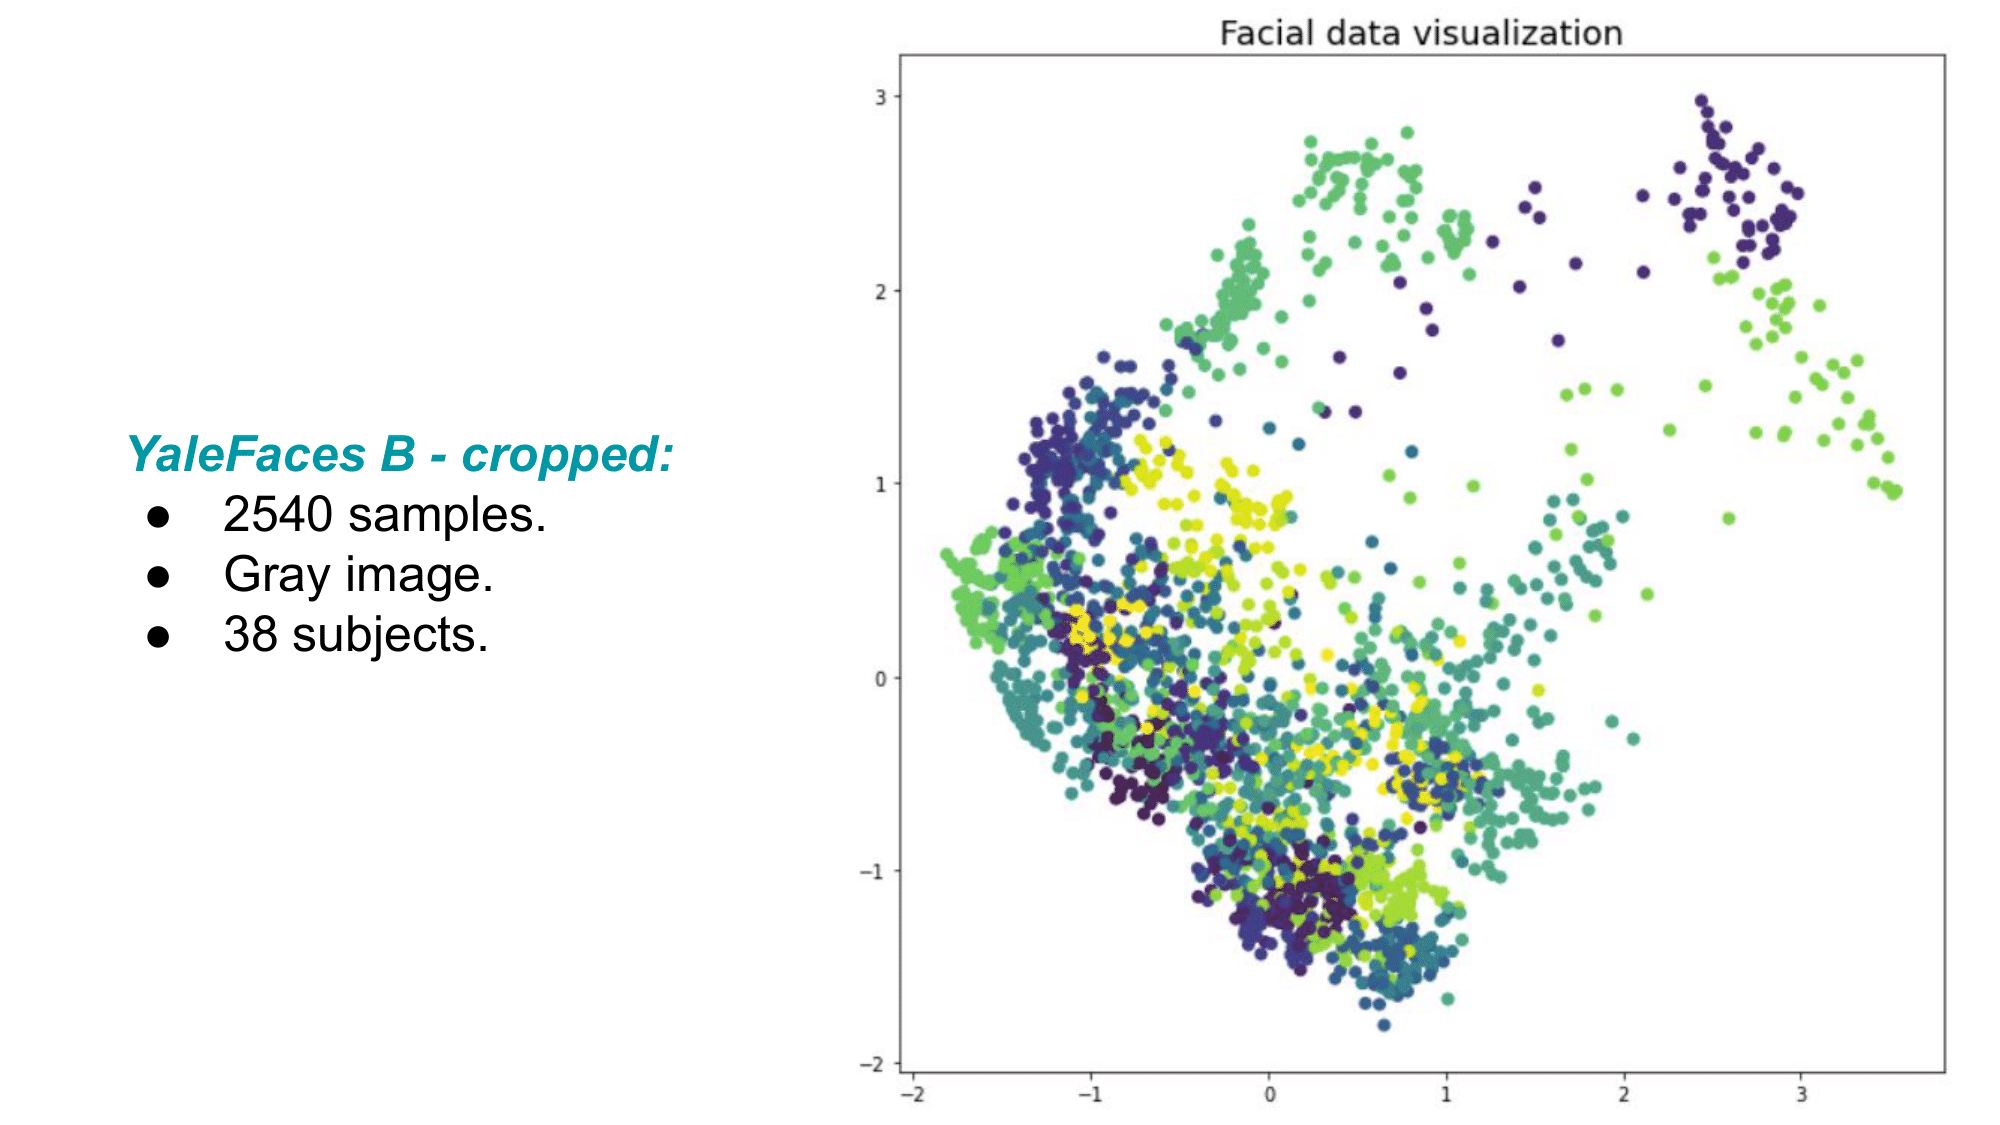 Facial data visualization
YaleFaces B - cropped:
● 2540 samples.
● Gray image.
● 38 subjects.
3
2
1
0
−1
−2
−2 −1 0 1 2 3